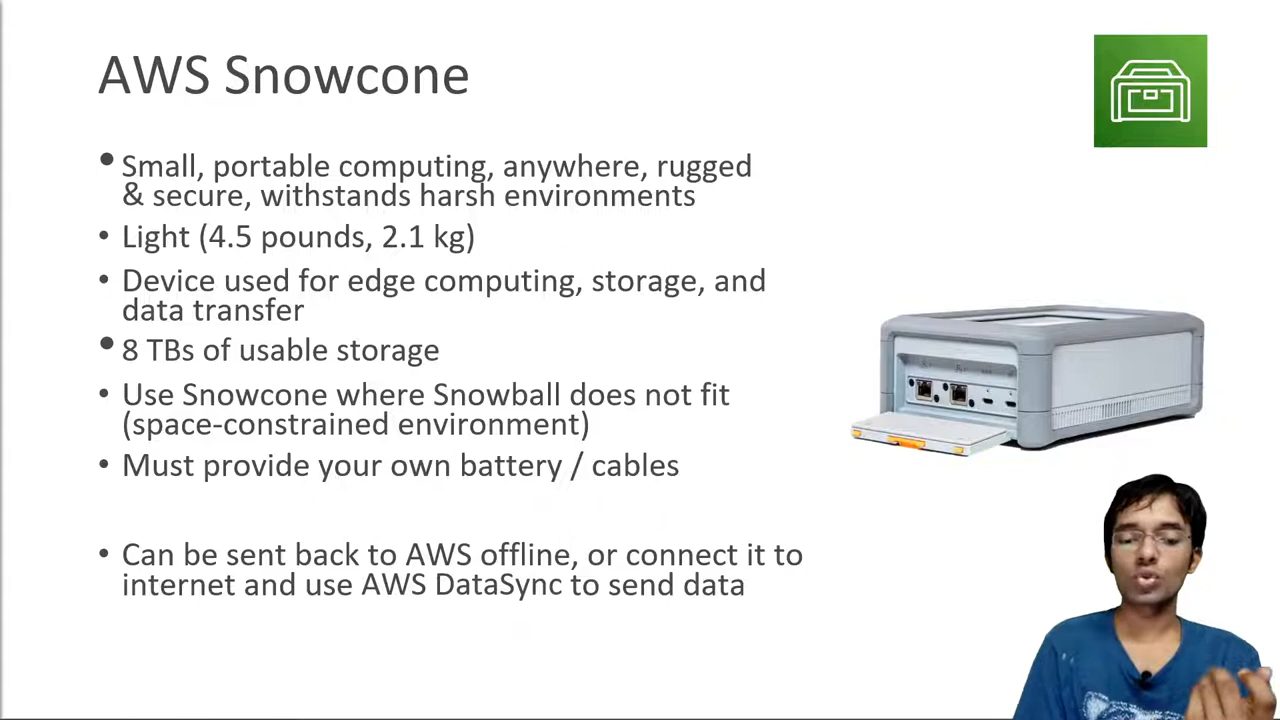 AWS Snowcone
• Small, portable computing, anywhere, rugged
& secure, withstands harsh environments
• Light (4.5 pounds, 2.1 kg)
• Device used for edge computing, storage, and
data transfer
• 8 TBs of usable storage
• Use Snowcone where Snowball does not fit
(space-constrained environment)
• Must provide your own battery / cables
• Can be sent back to AWS offline, or connect it to
internet and use AWS DataSync to send data